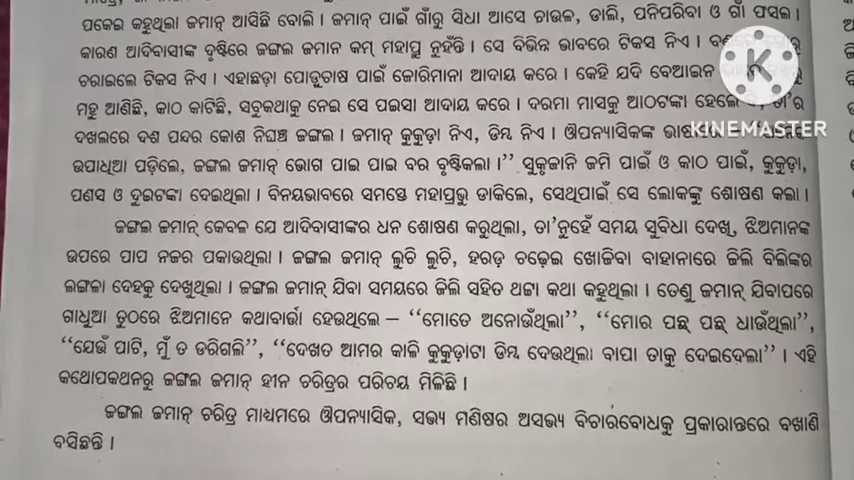 ପକେଇ କହୁଥିଲା ଜମାନ୍ ଆସିଛି ବୋଲି । ଜମାନ୍ ପାଇଁ ଗାଁରୁ ସିଧା ଆସେ ଚାଉଳ, ଡାଲି, ପନିପରିବା ଓ ଗାଁ ଫସଲ ।
କାରଣ ଆଦିବାସୀଙ୍କ ଦୃଷ୍ଟିରେ ଜଙ୍ଗଲ ଜମାନ କମ୍ ମହାପ୍ରୁ ନୁହଁନ୍ତି । ସେ ବିଭିନ୍ନ ଭାବରେ ଟିକସ ନିଏ ।
ଚରାଇଲେ ଟିକସ ନିଏ । ଏହାଛଡ଼ା ପୋଡୁଚାଷ ପାଇଁ ଜୋରିମାନା ଆଦାୟ କରେ । କେହି ଯଦି ବେଆଇନ
ମହୁ ଆଣିଛି, କାଠ କାଟିଛି, ସବୁକଥାକୁ ନେଇ ସେ ପଇସା ଆଦାୟ କରେ । ଦରମା ମାସକୁ ଆଠଟଙ୍କା ହେଲେ ତା'ର
ଦଖଲରେ ଦଶ ପନ୍ଦର କୋଶ ନିଘଞ୍ଚ ଜଙ୍ଗଲ । ଜମାନ୍ କୁକୁଡ଼ା ନିଏ, ଡିମ୍ବ ନିଏ । ଔପନ୍ୟାସିକଙ୍କ
ଉପାଧିଆ ପଡ଼ିଲେ, ଜଙ୍ଗଲ ଜମାନ୍ ଭୋଗ ପାଇ ପାଇ ବର ବୃଷ୍ଟିକଲା ।" ସୁକ୍ରୁଜାନି ଜମି ପାଇଁ ଓ କାଠ ପାଇଁ, କୁକୁଡ଼ା,
ପଣସ ଓ ଦୁଇଟଙ୍କା ଦେଇଥିଲା । ବିନୟଭାବରେ ସମସ୍ତେ ମହାପ୍ରଭୁ ଡାକିଲେ, ସେଥିପାଇଁ ସେ ଲୋକଙ୍କୁ ଶୋଷଣ କଲା ।
ଜଙ୍ଗଲ ଜମାନ୍ କେବଳ ଯେ ଆଦିବାସୀଙ୍କର ଧନ ଶୋଷଣ କରୁଥିଲା, ତା'ନୁହେଁ ସମୟ ସୁବିଧା ଦେଖି, ଝିଅମାନଙ୍କ
ଉପରେ ପାପ ନଜର ପକାଉଥିଲା । ଜଙ୍ଗଲ ଜମାନ୍ ଲୁଚି ଲୁଚି, ହରଡ଼ ଚଢ଼େଇ ଖୋଜିବା ବାହାନାରେ ଜିଲି ବିଲିଙ୍କର
ଲଙ୍ଗଳା ଦେହକୁ ଦେଖୁଥିଲା । ଜଙ୍ଗଲ ଜମାନ୍ ଯିବା ସମୟରେ ଜିଲି ସହିତ ଥଟ୍ଟା କଥା କହୁଥିଲା । ତେଣୁ ଜମାନ୍ ଯିବାପରେ
ଗାଧୁଆ ତୁଠରେ ଝିଅମାନେ କଥାବାର୍ତ୍ତା ହେଉଥିଲେ – "ମୋତେ ଅନୋଉଁଥିଲା", "ମୋର ପଛ୍ ପଛ୍ ଧାଉଁଥିଲା",
"ଯେଉଁ ପାଟି, ମୁଁ ତ ଡରିଗଲି", "ଦେଖତ ଆମର କାଳି କୁକୁଡ଼ାଟା ଡିମ୍ବ ଦେଉଥିଲା ବାପା ତାକୁ ଦେଇଦେଲା" । ଏହି
କଥୋପକଥନରୁ ଜଙ୍ଗଲ ଜମାନ୍ ହୀନ ଚରିତ୍ରର ପରିଚୟ ମିଳିଛି ।
ଜଙ୍ଗଲ ଜମାନ୍ ଚରିତ୍ର ମାଧ୍ୟମରେ ଔପନ୍ୟାସିକ, ସଭ୍ୟ ମଣିଷର ଅସଭ୍ୟ ବିଚାରବୋଧକୁ ପ୍ରକାରାନ୍ତରେ ବଖାଣି
ବସିଛନ୍ତି ।
KINEMASTER